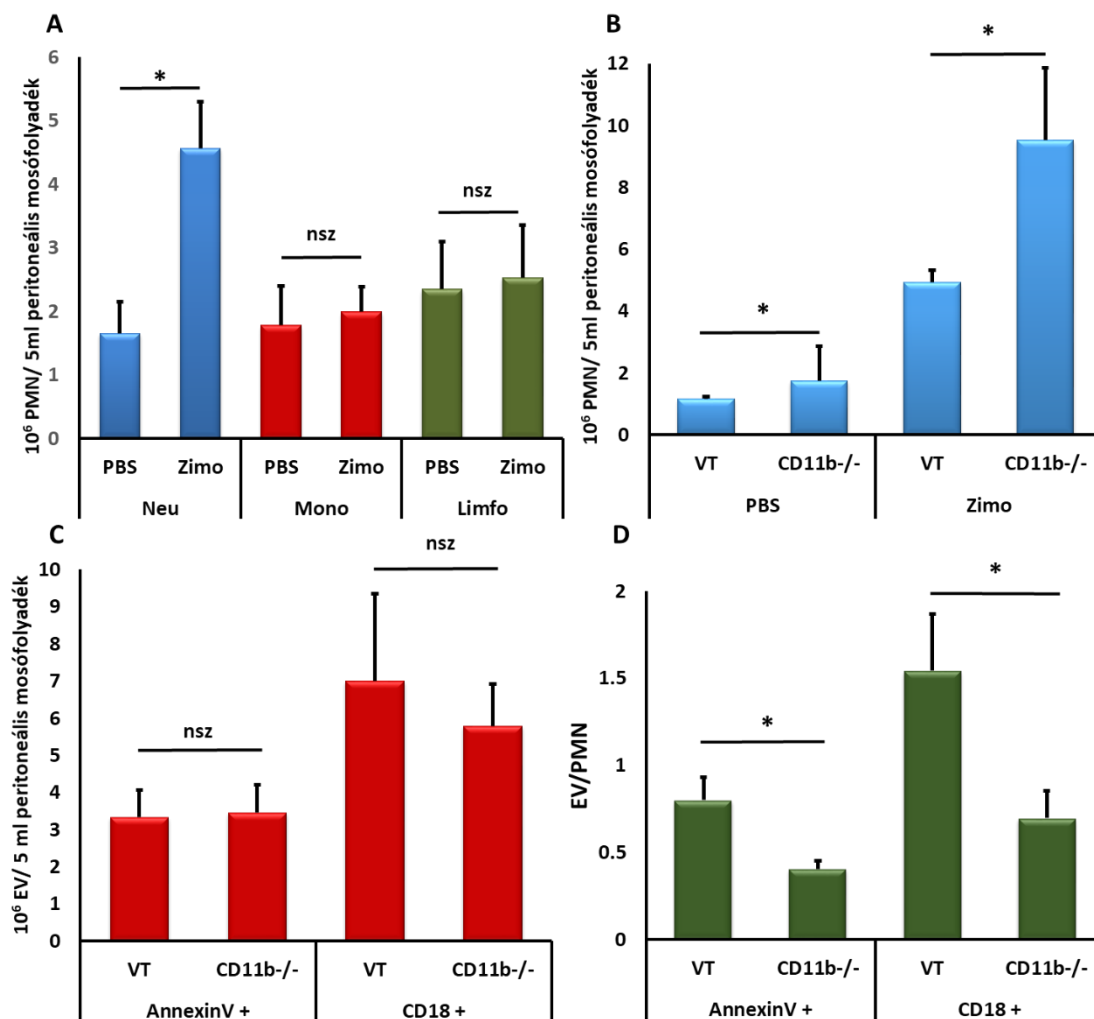 A
10⁶ PMN/ 5ml peritoneális mosófolyadék
6
5
4
3
2
1
0
*
nsz
nsz
PBS Zimo PBS Zimo PBS Zimo
Neu Mono Limfo
B
10⁶ PMN/ 5ml peritoneális mosófolyadék
12
10
8
6
4
2
0
*
*
VT CD11b-/- VT CD11b-/-
PBS Zimo
C
10⁶ EV/ 5 ml peritoneális mosófolyadék
10
9
8
7
6
5
4
3
2
1
0
nsz
nsz
VT CD11b-/- VT CD11b-/-
AnnexinV + CD18 +
D
EV/PMN
2
1.5
1
0.5
0
*
*
VT CD11b-/- VT CD11b-/-
AnnexinV + CD18 +